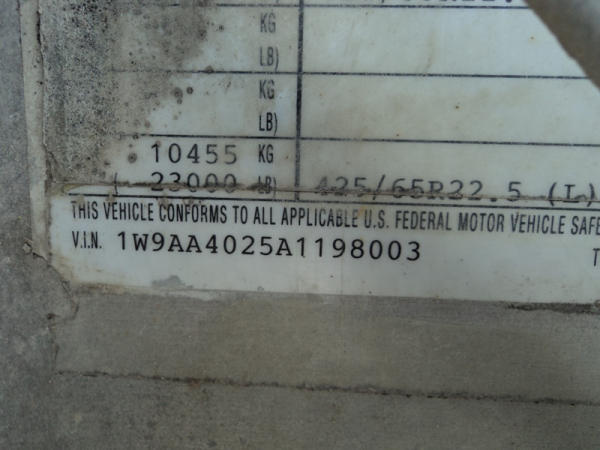 KG
LB)
KG
LB)
10455 KG
( 23000 LB) 425/65R22.5 (L)
THIS VEHICLE CONFORMS TO ALL APPLICABLE U.S. FEDERAL MOTOR VEHICLE SAFE
V.I.N. 1W9AA4025A1198003 T